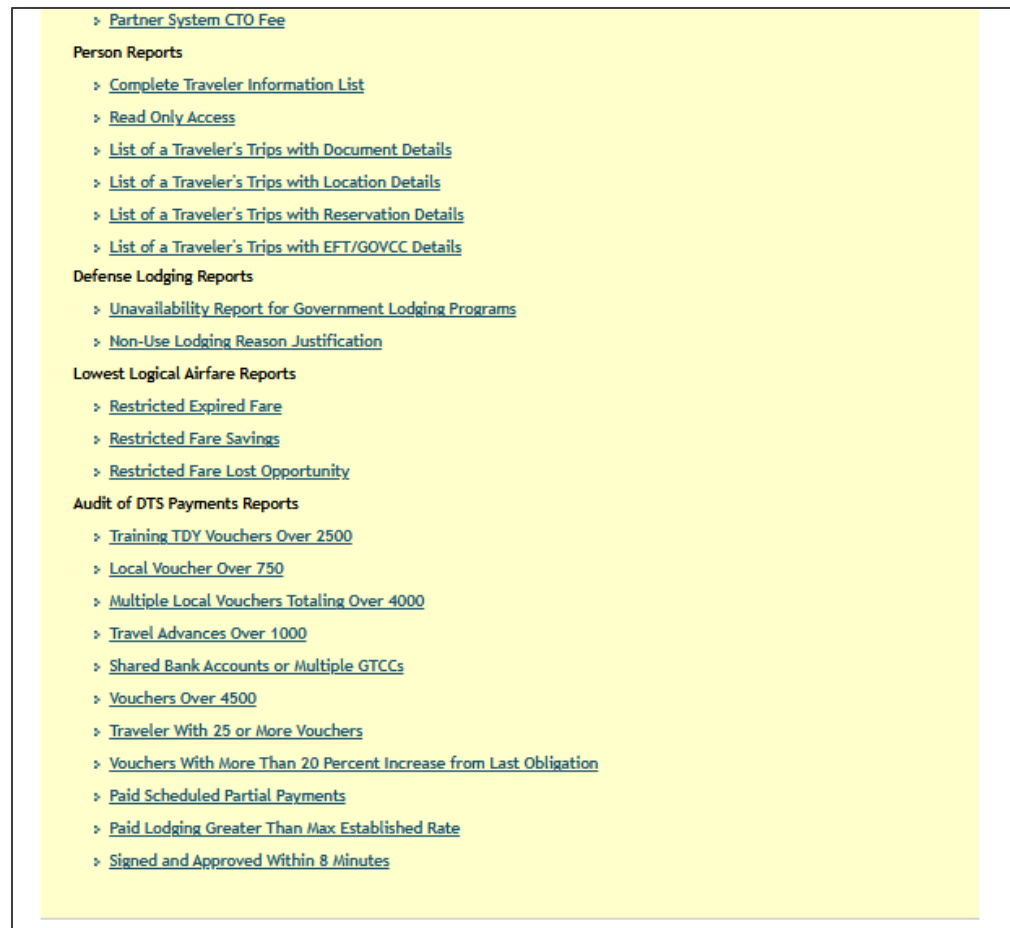 Partner System CTO Fee
Person Reports
Complete Traveler Information List
Read Only Access
List of a Traveler's Trips with Document Details
List of a Traveler's Trips with Location Details
List of a Traveler's Trips with Reservation Details
List of a Traveler's Trips with EFT/GOVCC Details
Defense Lodging Reports
Unavailability Report for Government Lodging Programs
Non-Use Lodging Reason Justification
Lowest Logical Airfare Reports
Restricted Expired Fare
Restricted Fare Savings
Restricted Fare Lost Opportunity
Audit of DTS Payments Reports
Training TDY Vouchers Over 2500
Local Voucher Over 750
Multiple Local Vouchers Totaling Over 4000
Travel Advances Over 1000
Shared Bank Accounts or Multiple GTCCs
Vouchers Over 4500
Traveler With 25 or More Vouchers
Vouchers With More Than 20 Percent Increase from Last Obligation
Paid Scheduled Partial Payments
Paid Lodging Greater Than Max Established Rate
Signed and Approved Within 8 Minutes